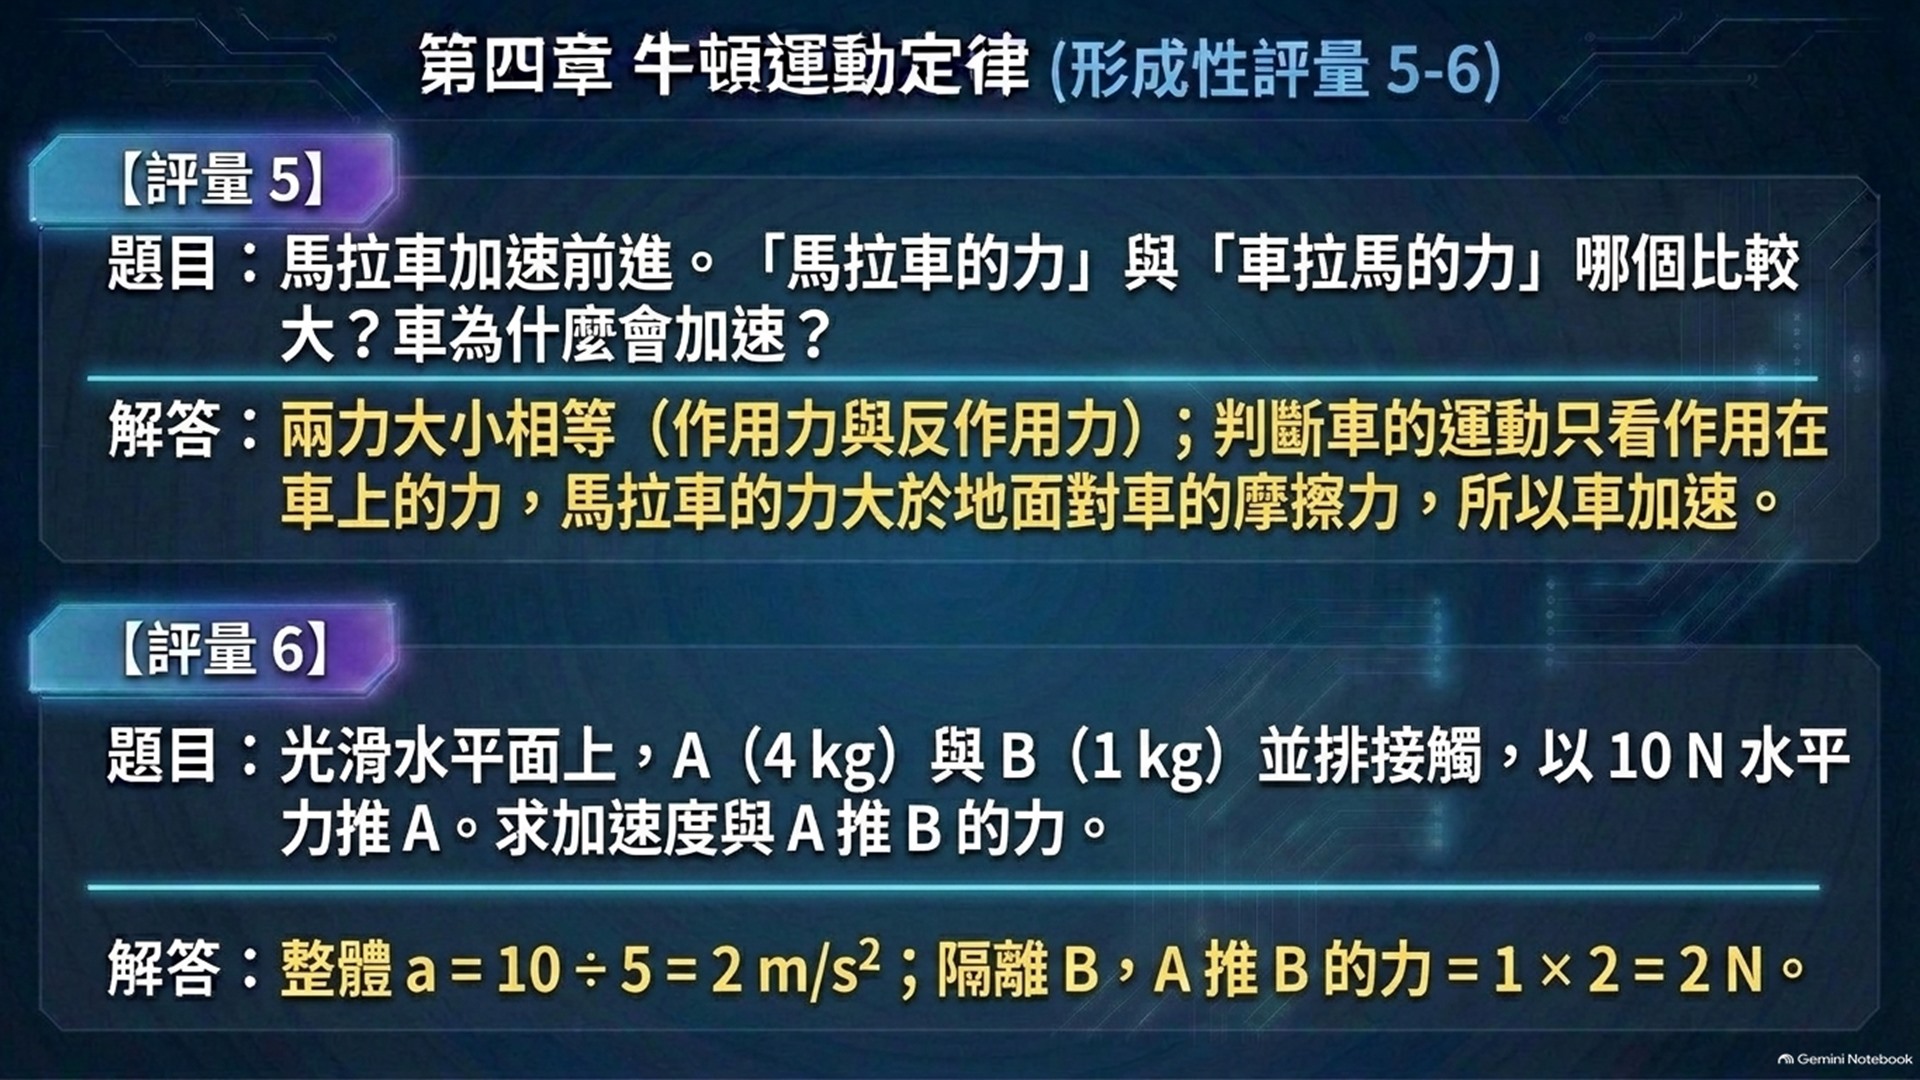 第四章 牛頓運動定律 (形成性評量 5-6)
【評量 5】
題目：馬拉車加速前進。「馬拉車的力」與「車拉馬的力」哪個比較
大？車為什麼會加速？
解答：兩力大小相等（作用力與反作用力）；判斷車的運動只看作用在
車上的力，馬拉車的力大於地面對車的摩擦力，所以車加速。
【評量 6】
題目：光滑水平面上，A（4 kg）與 B（1 kg）並排接觸，以 10 N 水平
力推 A。求加速度與 A 推 B 的力。
解答：整體 a = 10 ÷ 5 = 2 m/s²；隔離 B，A 推 B 的力 = 1 × 2 = 2 N。
Gemini Notebook